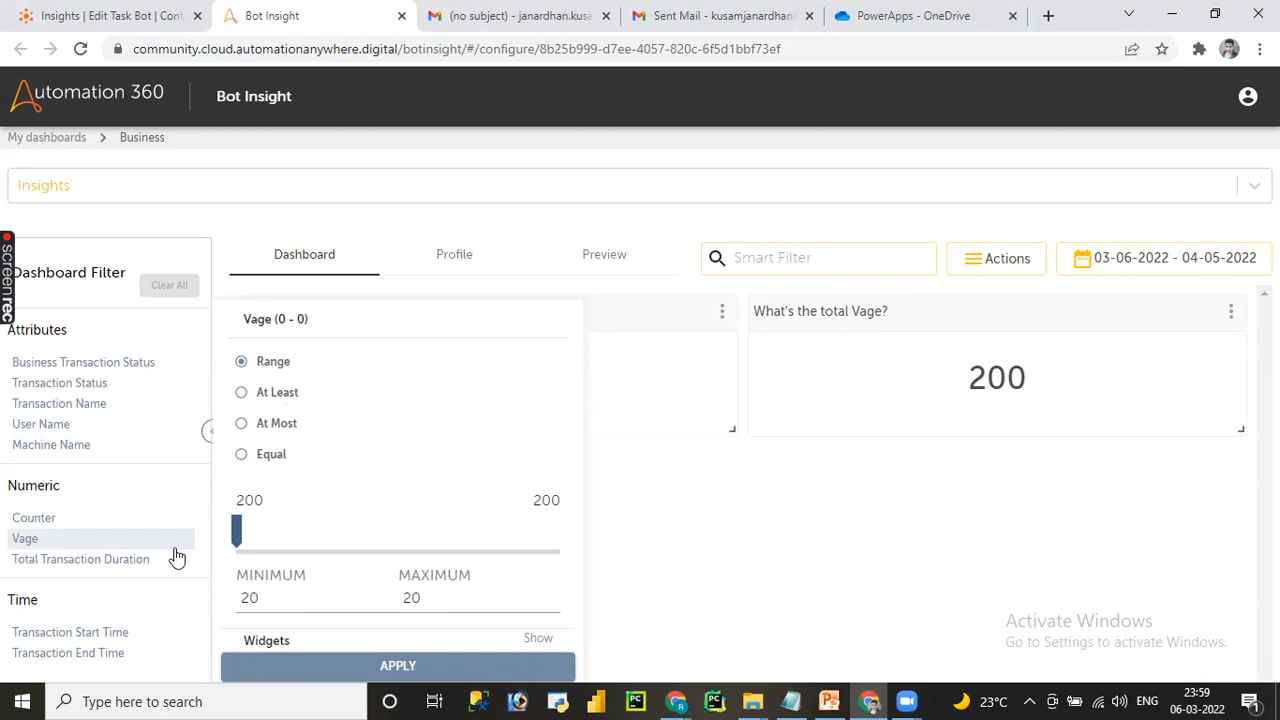 Insights | Edit Task Bot | Cont
Bot Insight
(no subject) - janardhan.kusa
Sent Mail - kusamjanardhan
PowerApps - OneDrive
community.cloud.automationanywhere.digital/botinsight/#/configure/8b25b999-d7ee-4057-820c-6f5d1bbf73ef
Automation 360
Bot Insight
My dashboards > Business
Insights
screenrec
Dashboard Filter
Clear All
Dashboard
Profile
Preview
Smart Filter
Actions
03-06-2022 - 04-05-2022
Attributes
Business Transaction Status
Transaction Status
Transaction Name
User Name
Machine Name
Numeric
Counter
Vage
Total Transaction Duration
Time
Transaction Start Time
Transaction End Time
Vage (0 - 0)
Range
At Least
At Most
Equal
200 200
MINIMUM MAXIMUM
20 20
Widgets Show
APPLY
What's the total Vage?
200
Activate Windows
Go to Settings to activate Windows.
Type here to search
23°C
ENG
23:59
06-03-2022
1